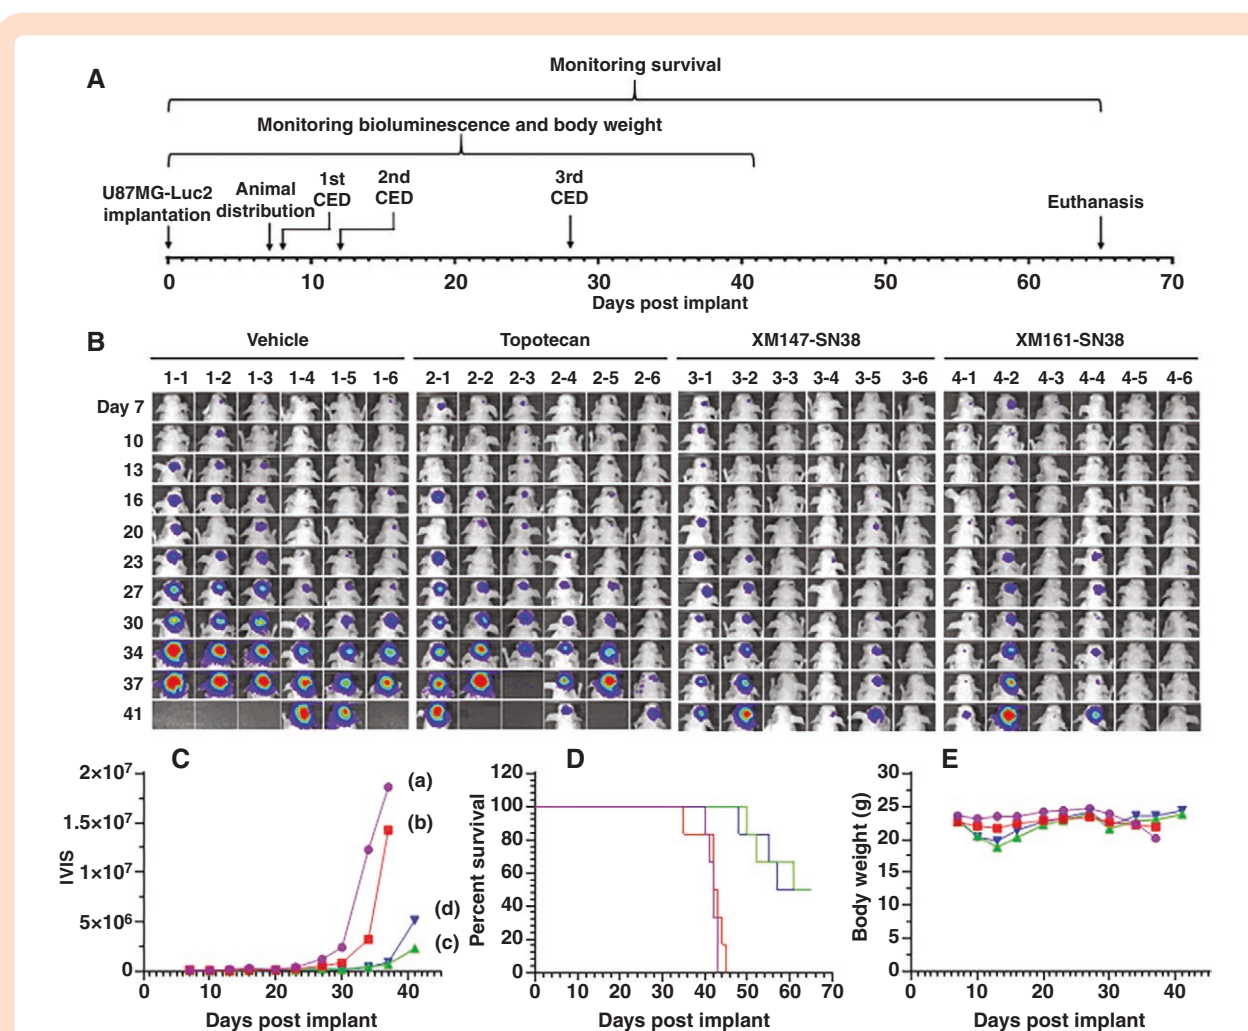 A
Monitoring survival
Monitoring bioluminescence and body weight
U87MG-Luc2
implantation
Animal
distribution
1st
CED
2nd
CED
3rd
CED
Euthanasis
0 10 20 30 40 50 60 70
Days post implant
B
Vehicle Topotecan XM147-SN38 XM161-SN38
1-1 1-2 1-3 1-4 1-5 1-6 2-1 2-2 2-3 2-4 2-5 2-6 3-1 3-2 3-3 3-4 3-5 3-6 4-1 4-2 4-3 4-4 4-5 4-6
Day 7
10
13
16
20
23
27
30
34
37
41
C
2×10⁷
1.5×10⁷
1×10⁷
5×10⁶
0
IVIS
(a)
(b)
(d)
(c)
0 10 20 30 40
Days post implant
D
120
100
80
60
40
20
0
Percent survival
0 10 20 30 40 50 60 70
Days post implant
E
30
25
20
15
10
5
0
Body weight (g)
0 10 20 30 40
Days post implant